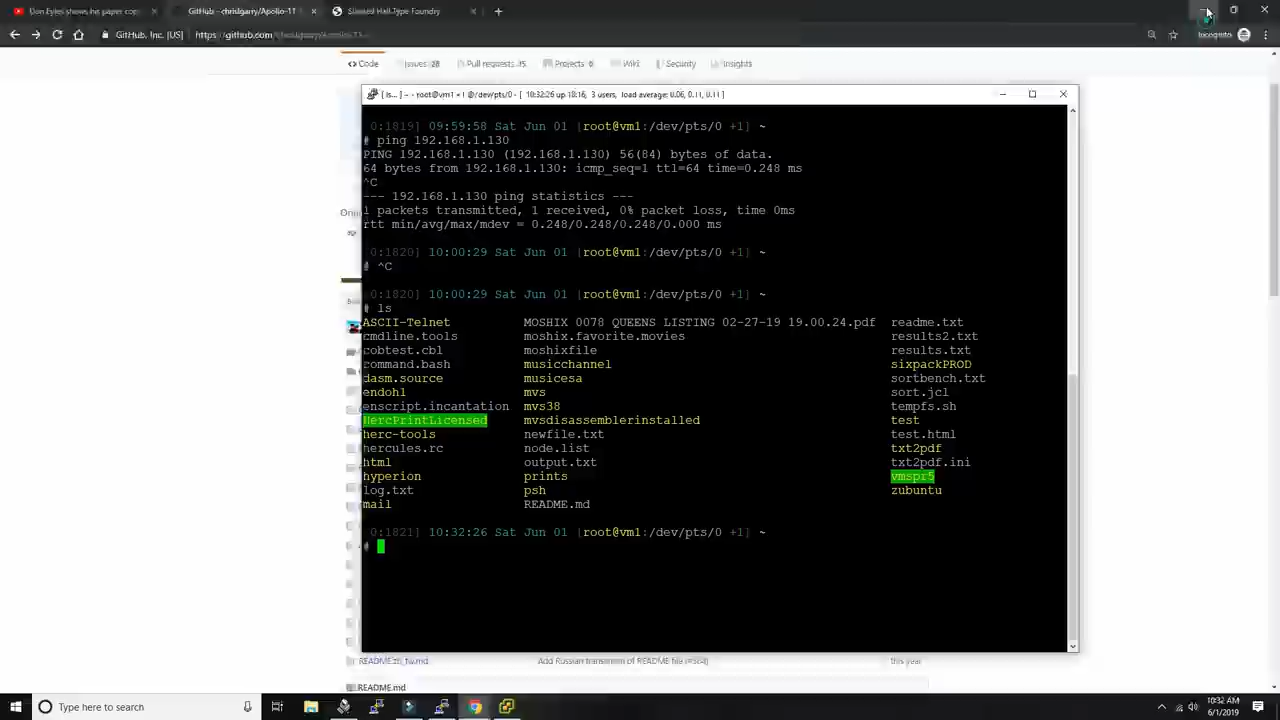 Don Eyles shows his paper cop
GitHub - chrislgarry/Apollo-11
Slanted Hall Type Foundry
GitHub, Inc. [US]
https://github.com
Incognito
Code
Issues 28
Pull requests 15
Projects 0
Wiki
Security
Insights
[ ls... ] -- root@vm1
[ 10:32:26 up 18:16, 3 users, load average: 0.06, 0.11, 0.11 ]
0:1819] 09:59:58 Sat Jun 01 [root@vm1:/dev/pts/0 +1] ~
# ping 192.168.1.130
PING 192.168.1.130 (192.168.1.130) 56(84) bytes of data.
64 bytes from 192.168.1.130: icmp_seq=1 ttl=64 time=0.248 ms
^C
--- 192.168.1.130 ping statistics ---
1 packets transmitted, 1 received, 0% packet loss, time 0ms
rtt min/avg/max/mdev = 0.248/0.248/0.248/0.000 ms
0:1820] 10:00:29 Sat Jun 01 [root@vm1:/dev/pts/0 +1] ~
# ^C
0:1820] 10:00:29 Sat Jun 01 [root@vm1:/dev/pts/0 +1] ~
# ls
ASCII-Telnet MOSHIX 0078 QUEENS LISTING 02-27-19 19.00.24.pdf readme.txt
cmdline.tools moshix.favorite.movies results2.txt
cobtest.cbl moshixfile results.txt
command.bash musicchannel sixpackPROD
dasm.source musicesa sortbench.txt
endohl mvs sort.jcl
enscript.incantation mvs38 tempfs.sh
HercPrintLicensed mvsdisassemblerinstalled test
herc-tools newfile.txt test.html
hercules.rc node.list txt2pdf
html output.txt txt2pdf.ini
hyperion prints vmspr5
log.txt psh zubuntu
mail README.md
0:1821] 10:32:26 Sat Jun 01 [root@vm1:/dev/pts/0 +1] ~
#
this year
README.md
Type here to search
10:32 AM
6/1/2019